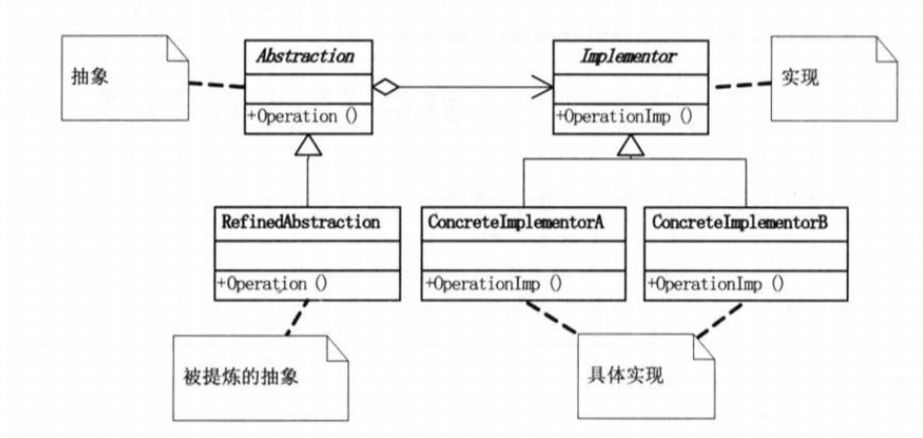 抽象
Abstraction
+Operation ()
Implementor
+OperationImp ()
实现
RefinedAbstraction
+Operation ()
ConcreteImplementorA
+OperationImp ()
ConcreteImplementorB
+OperationImp ()
被提炼的抽象
具体实现